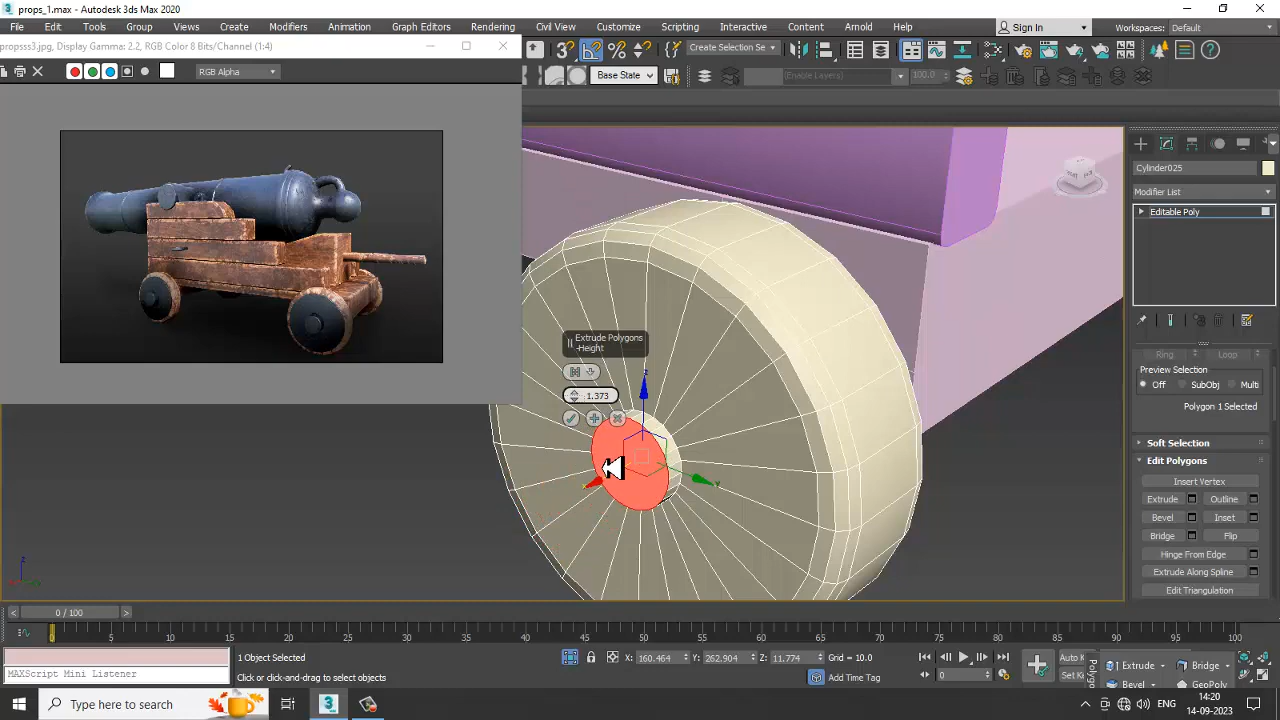 props_1.max - Autodesk 3ds Max 2020
File Edit Tools Group Views Create Modifiers Animation Graph Editors Rendering Civil View Customize Scripting Interactive Content Arnold Help Sign In Workspaces: Default
propsss3.jpg, Display Gamma: 2.2, RGB Color 8 Bits/Channel (1:4)
Create Selection Se
RGB Alpha
Base State
(Enable Layers)
100.0
Cylinder025
Modifier List
Editable Poly
Ring Loop
Preview Selection
Off SubObj Multi
Polygon 1 Selected
Extrude Polygons
-Height
1.373
Soft Selection
Edit Polygons
Insert Vertex
Extrude Outline
Bevel Inset
Bridge Flip
Hinge From Edge
Extrude Along Spline
Edit Triangulation
< 0 / 100 >
0 5 10 15 20 25 30 35 40 45 50 55 60 65 70 75 80 85 90 95 100
1 Object Selected
X: 160.464 Y: 262.904 Z: 11.774 Grid = 10.0
Auto K
Polygo
Extrude Bridge
MAXScript Mini Listener
Click or click-and-drag to select objects
Add Time Tag
0
Set Ke
Bevel GeoPoly
Type here to search
3
ENG
14:20
14-09-2023